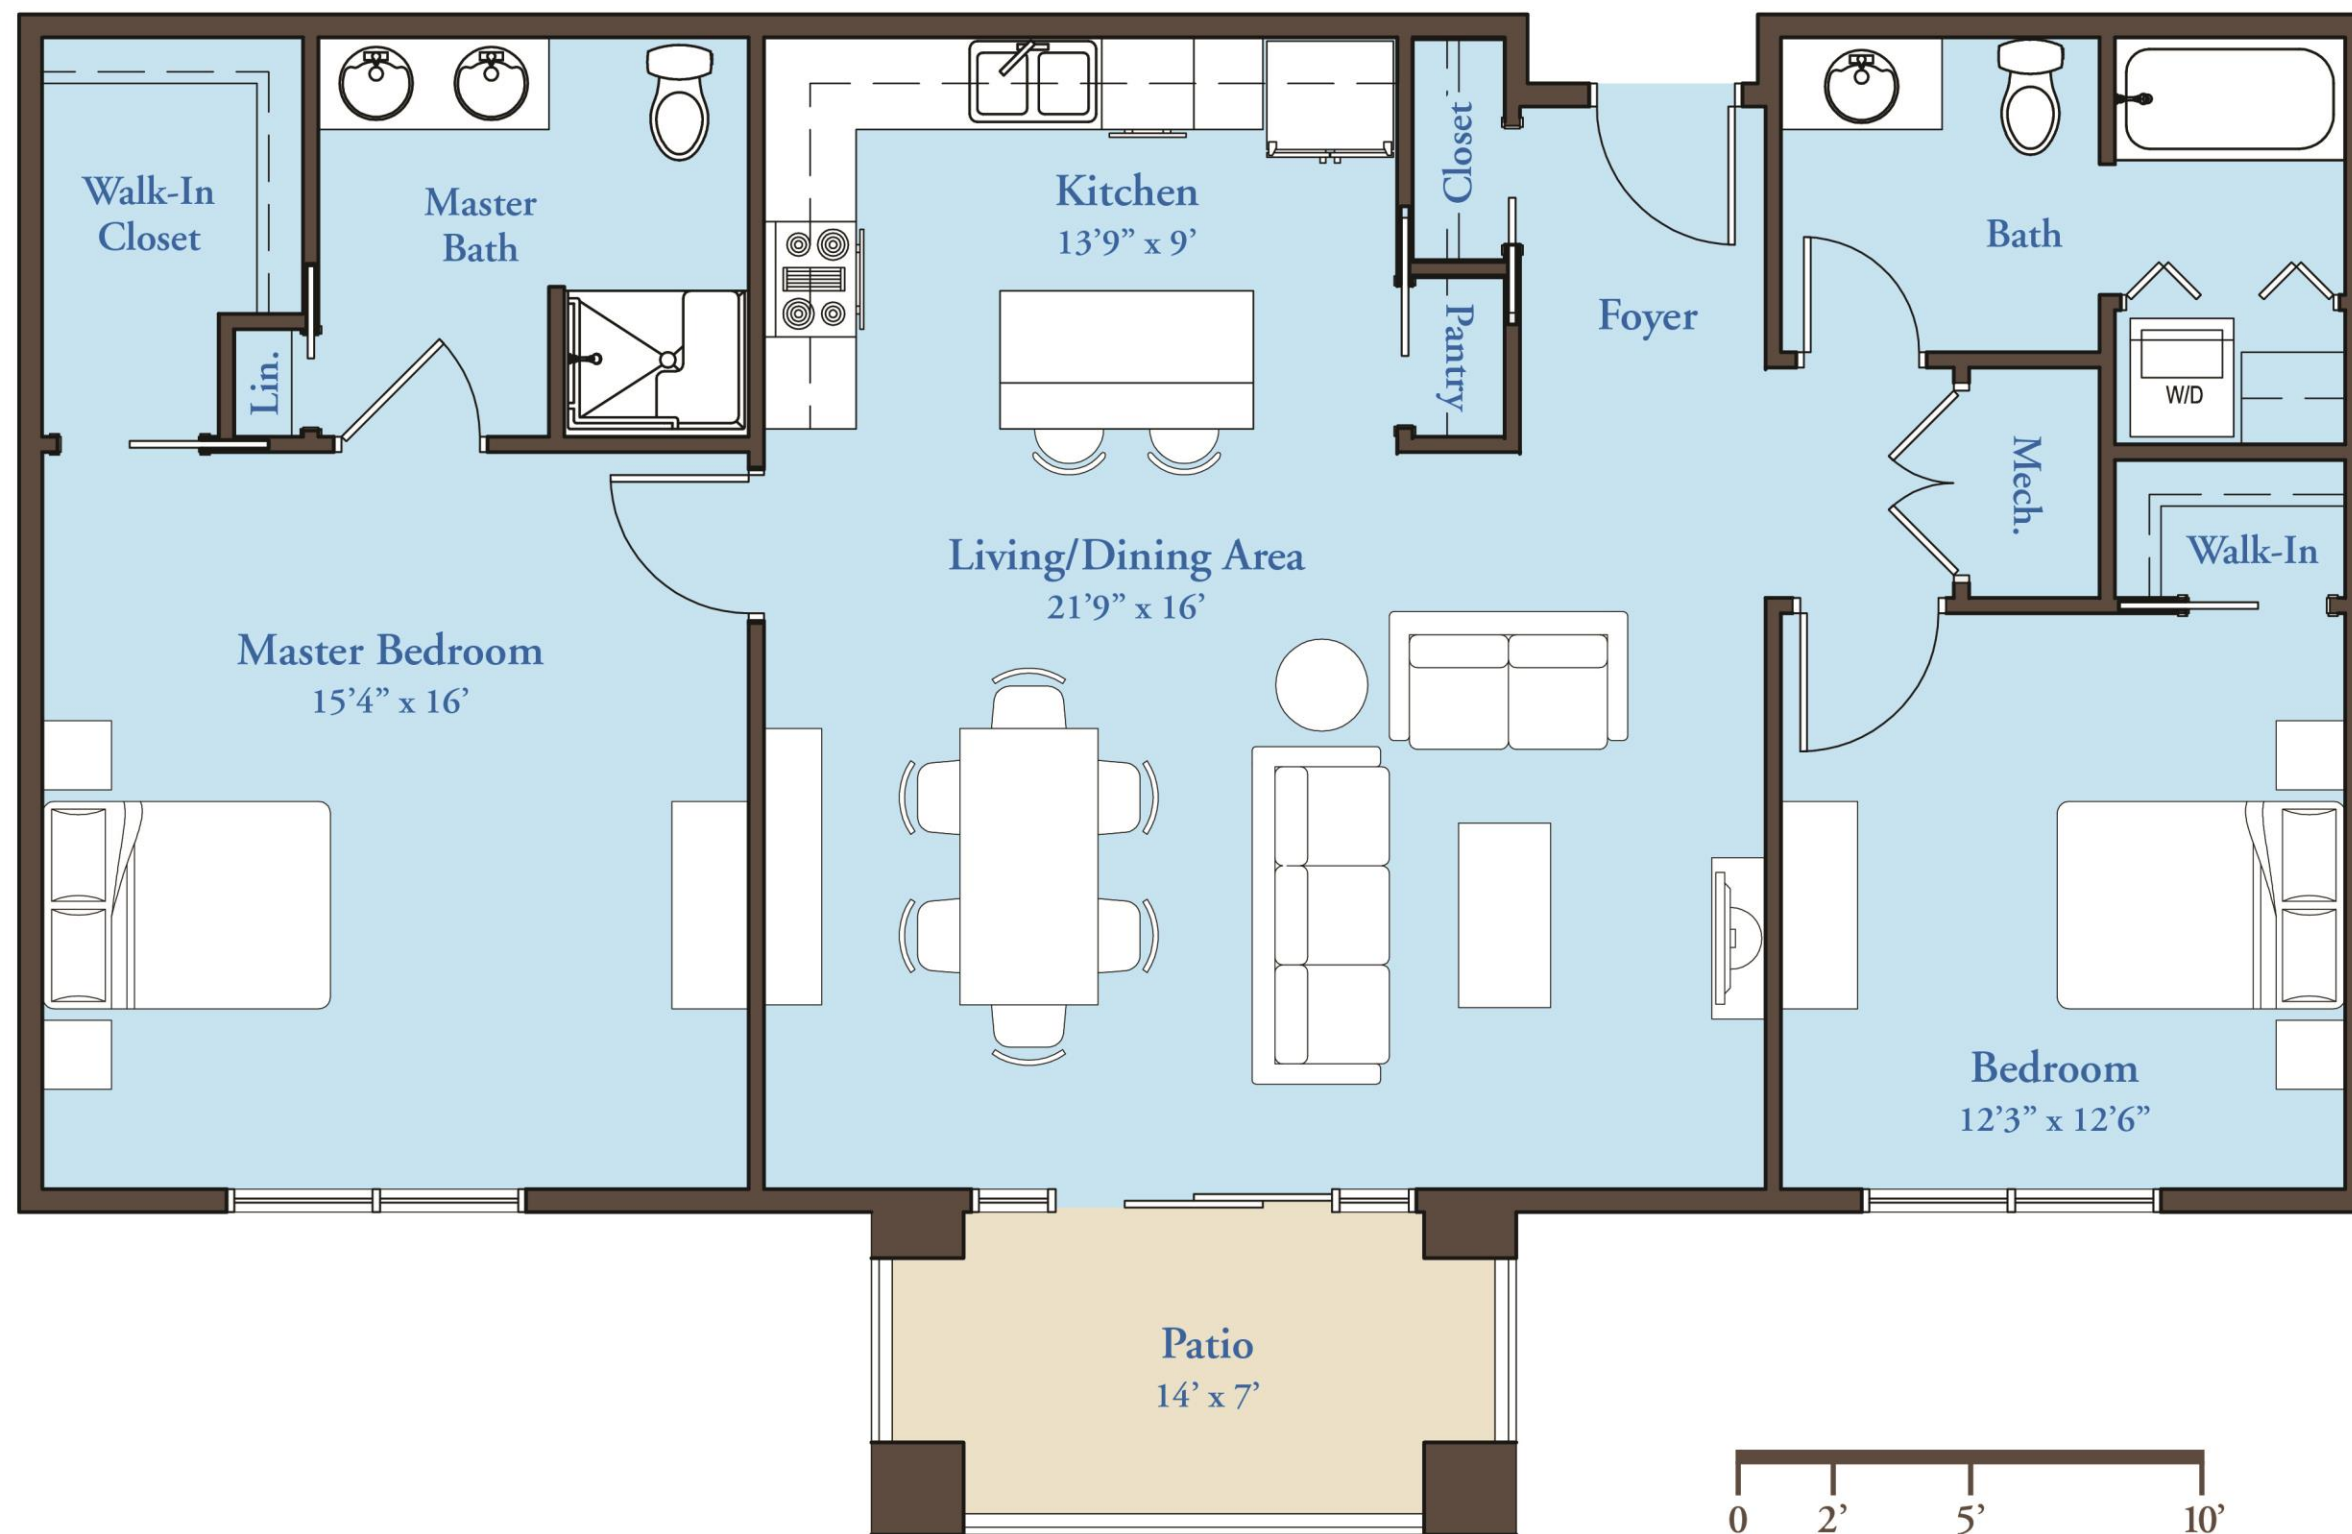 Walk-In
Closet
Master
Bath
Lin.
Kitchen
13’9” x 9’
Closet
Pantry
Foyer
Bath
W/D
Mech.
Walk-In
Living/Dining Area
21’9” x 16’
Master Bedroom
15’4” x 16’
Bedroom
12’3” x 12’6”
Patio
14’ x 7’
0 2’ 5’ 10’